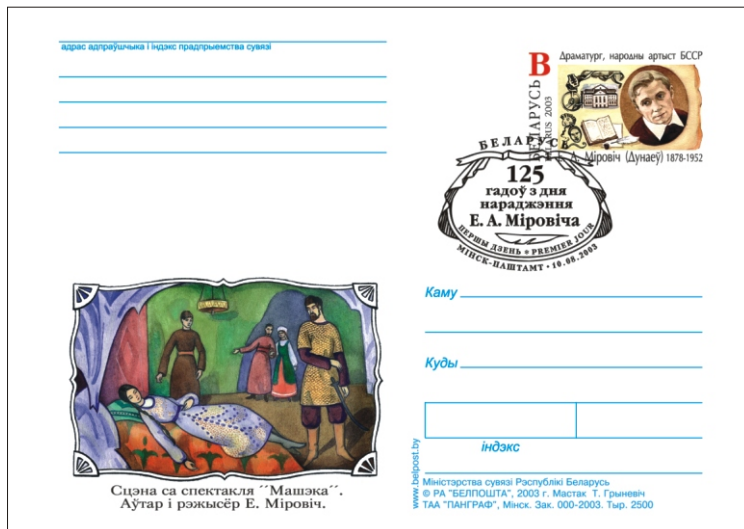 адрас адпраўшчыка і індэкс прадпрыемства сувязі
B
Драматург, народны артыст БССР
БЕЛАРУСЬ
BELARUS 2003
Е. А. Міровіч (Дунаеў) 1878-1952
БЕЛАРУСЬ
125
гадоў з дня
нараджэння
Е. А. Міровіча
ПЕРШЫ ДЗЕНЬ * PREMIER JOUR
МІНСК-ПАШТАМТ • 10.08.2003
Каму
Куды
індэкс
www.belpost.by
Міністэрства сувязі Рэспублікі Беларусь
© РА "БЕЛПОШТА", 2003 г. Мастак Т. Грыневіч
ТАА "ПАНГРАФ", Мінск. Зак. 000-2003. Тыр. 2500
Сцэна са спектакля ´´Машэка´´.
Аўтар і рэжысёр Е. Міровіч.